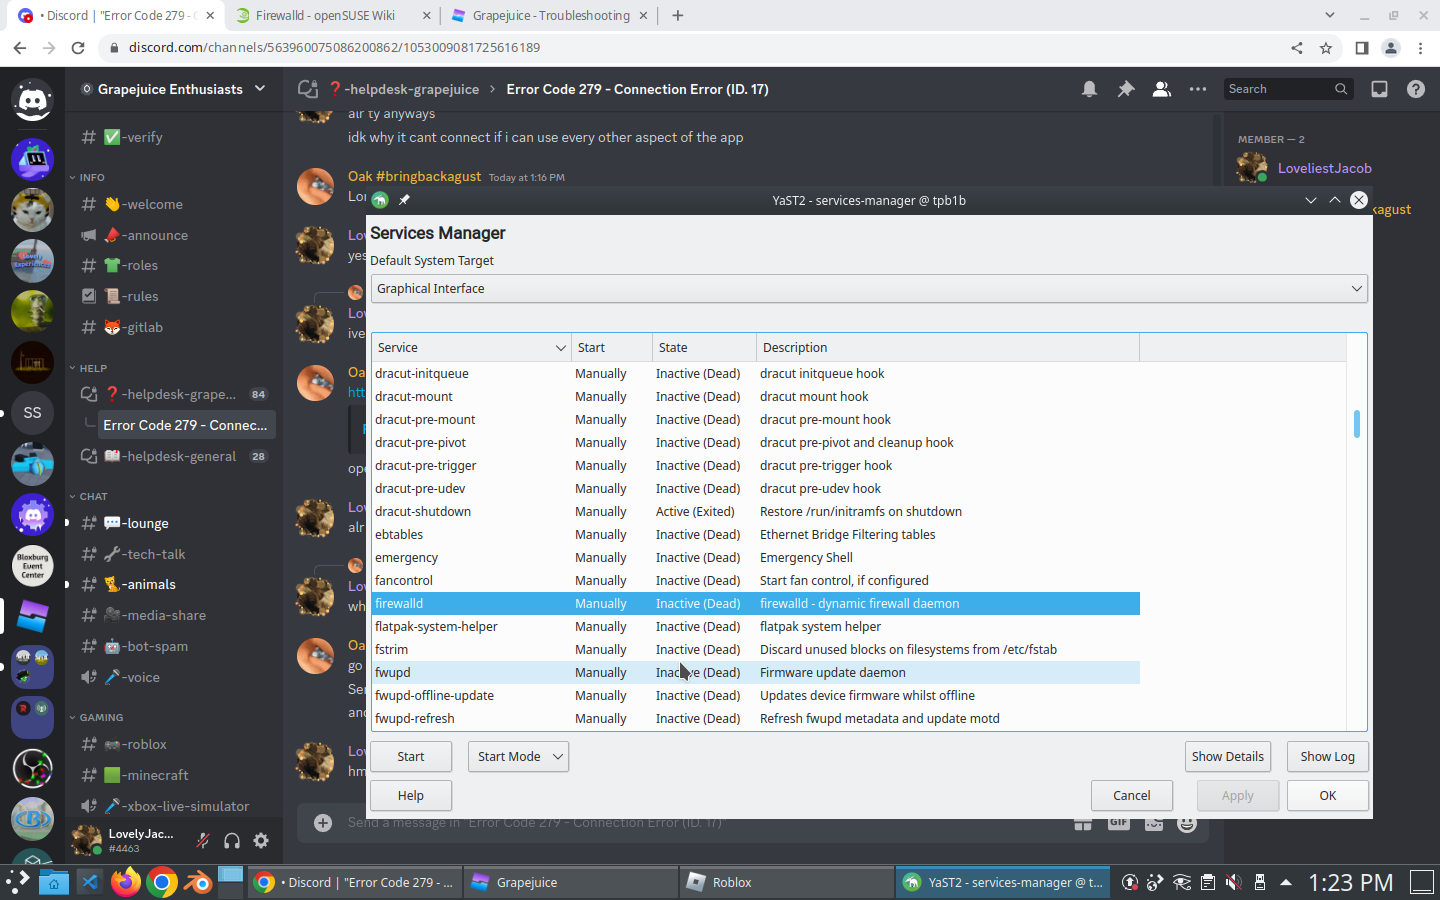 • Discord | "Error Code 279 -
Firewalld - openSUSE Wiki
Grapejuice - Troubleshooting
discord.com/channels/563960075086200862/1053009081725616189
Grapejuice Enthusiasts
-helpdesk-grapejuice
Error Code 279 - Connection Error (ID. 17)
Search
-verify
INFO
-welcome
-announce
-roles
-rules
-gitlab
HELP
-helpdesk-grape... 84
Error Code 279 - Connec...
-helpdesk-general 28
CHAT
-lounge
-tech-talk
-animals
-media-share
-bot-spam
-voice
GAMING
-roblox
-minecraft
-xbox-live-simulator
LovelyJac...
#4463
SS
Bloxburg
Event
Center
alr ty anyways
idk why it cant connect if i can use every other aspect of the app
Oak #bringbackagust Today at 1:16 PM
yes
ive
ope
alr
wh
go
Ser
and
hm
Send a message in "Error Code 279 - Connection Error (ID. 17)"
GIF
MEMBER — 2
LoveliestJacob
kagust
YaST2 - services-manager @ tpb1b
Services Manager
Default System Target
Graphical Interface
Service Start State Description
dracut-initqueue Manually Inactive (Dead) dracut initqueue hook
dracut-mount Manually Inactive (Dead) dracut mount hook
dracut-pre-mount Manually Inactive (Dead) dracut pre-mount hook
dracut-pre-pivot Manually Inactive (Dead) dracut pre-pivot and cleanup hook
dracut-pre-trigger Manually Inactive (Dead) dracut pre-trigger hook
dracut-pre-udev Manually Inactive (Dead) dracut pre-udev hook
dracut-shutdown Manually Active (Exited) Restore /run/initramfs on shutdown
ebtables Manually Inactive (Dead) Ethernet Bridge Filtering tables
emergency Manually Inactive (Dead) Emergency Shell
fancontrol Manually Inactive (Dead) Start fan control, if configured
firewalld Manually Inactive (Dead) firewalld - dynamic firewall daemon
flatpak-system-helper Manually Inactive (Dead) flatpak system helper
fstrim Manually Inactive (Dead) Discard unused blocks on filesystems from /etc/fstab
fwupd Manually Inactive (Dead) Firmware update daemon
fwupd-offline-update Manually Inactive (Dead) Updates device firmware whilst offline
fwupd-refresh Manually Inactive (Dead) Refresh fwupd metadata and update motd
Start
Start Mode
Show Details
Show Log
Help
Cancel
Apply
OK
• Discord | "Error Code 279 - ...
Grapejuice
Roblox
YaST2 - services-manager @ t...
1:23 PM